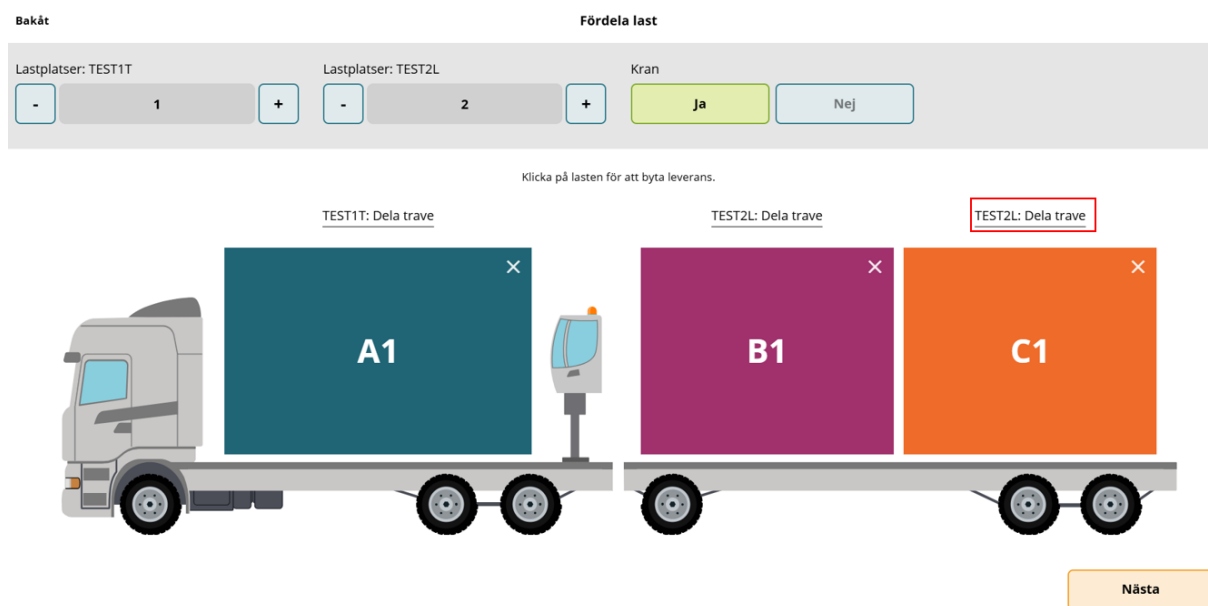 Bakåt
Fördela last
Lastplatser: TEST1T
Lastplatser: TEST2L
Kran
- 1 +
- 2 +
Ja
Nej
Klicka på lasten för att byta leverans.
TEST1T: Dela trave
TEST2L: Dela trave
TEST2L: Dela trave
A1
B1
C1
Nästa